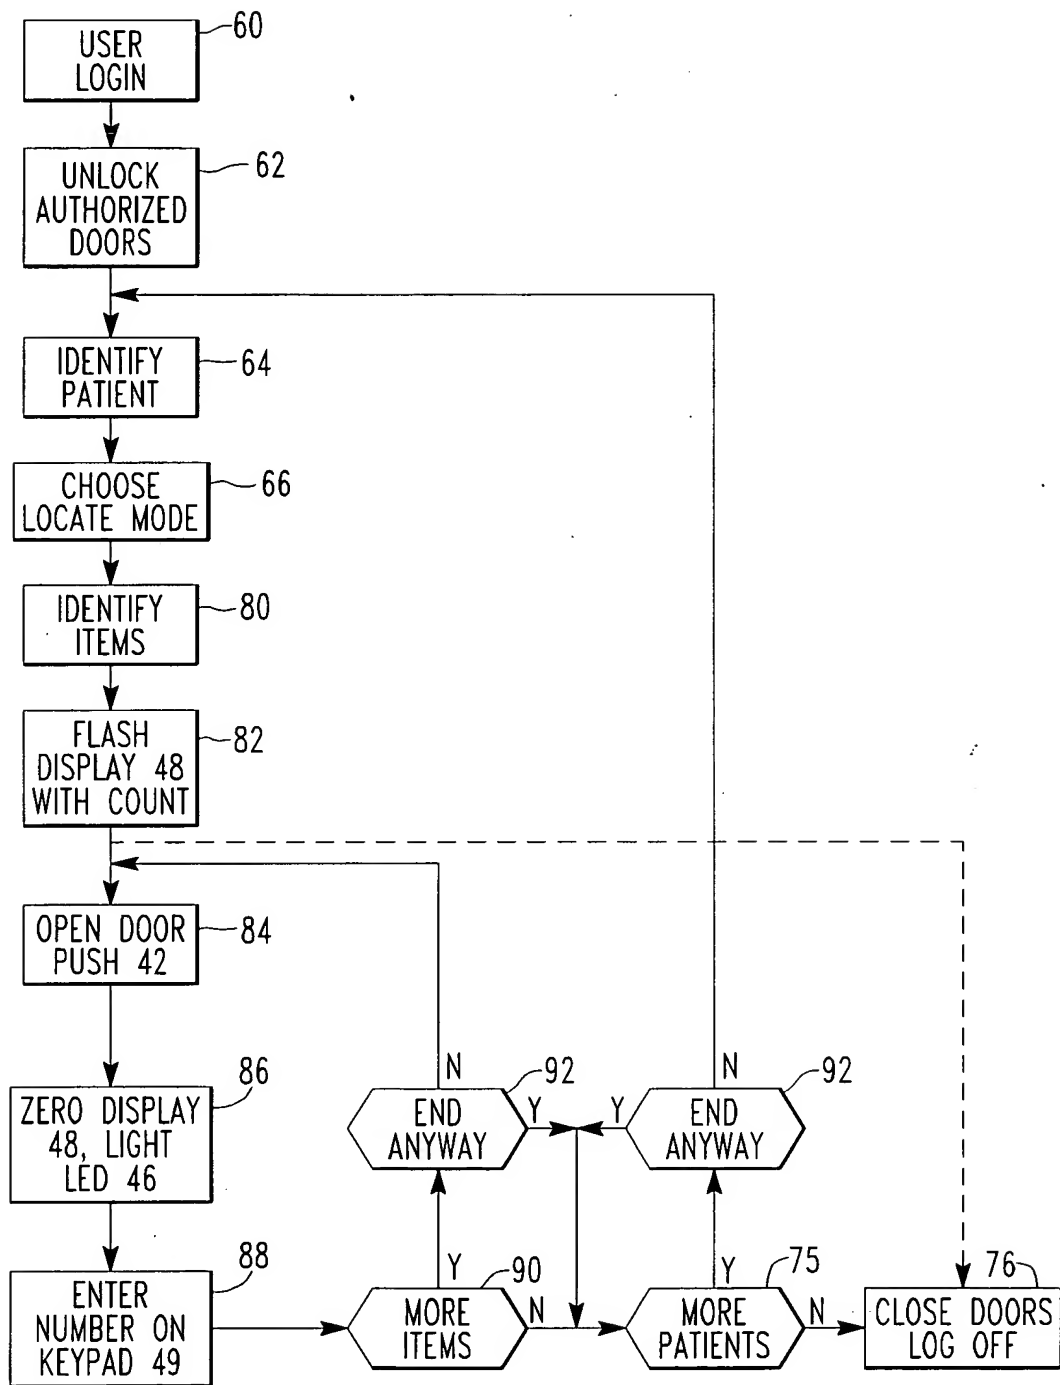 USER
LOGIN
60
UNLOCK
AUTHORIZED
DOORS
62
IDENTIFY
PATIENT
64
CHOOSE
LOCATE MODE
66
IDENTIFY
ITEMS
80
FLASH
DISPLAY 48
WITH COUNT
82
OPEN DOOR
PUSH 42
84
ZERO DISPLAY
48, LIGHT
LED 46
86
N
END
ANYWAY
92
Y
N
END
ANYWAY
92
Y
ENTER
NUMBER ON
KEYPAD 49
88
Y
MORE
ITEMS
90
N
Y
MORE
PATIENTS
75
N
CLOSE DOORS
LOG OFF
76